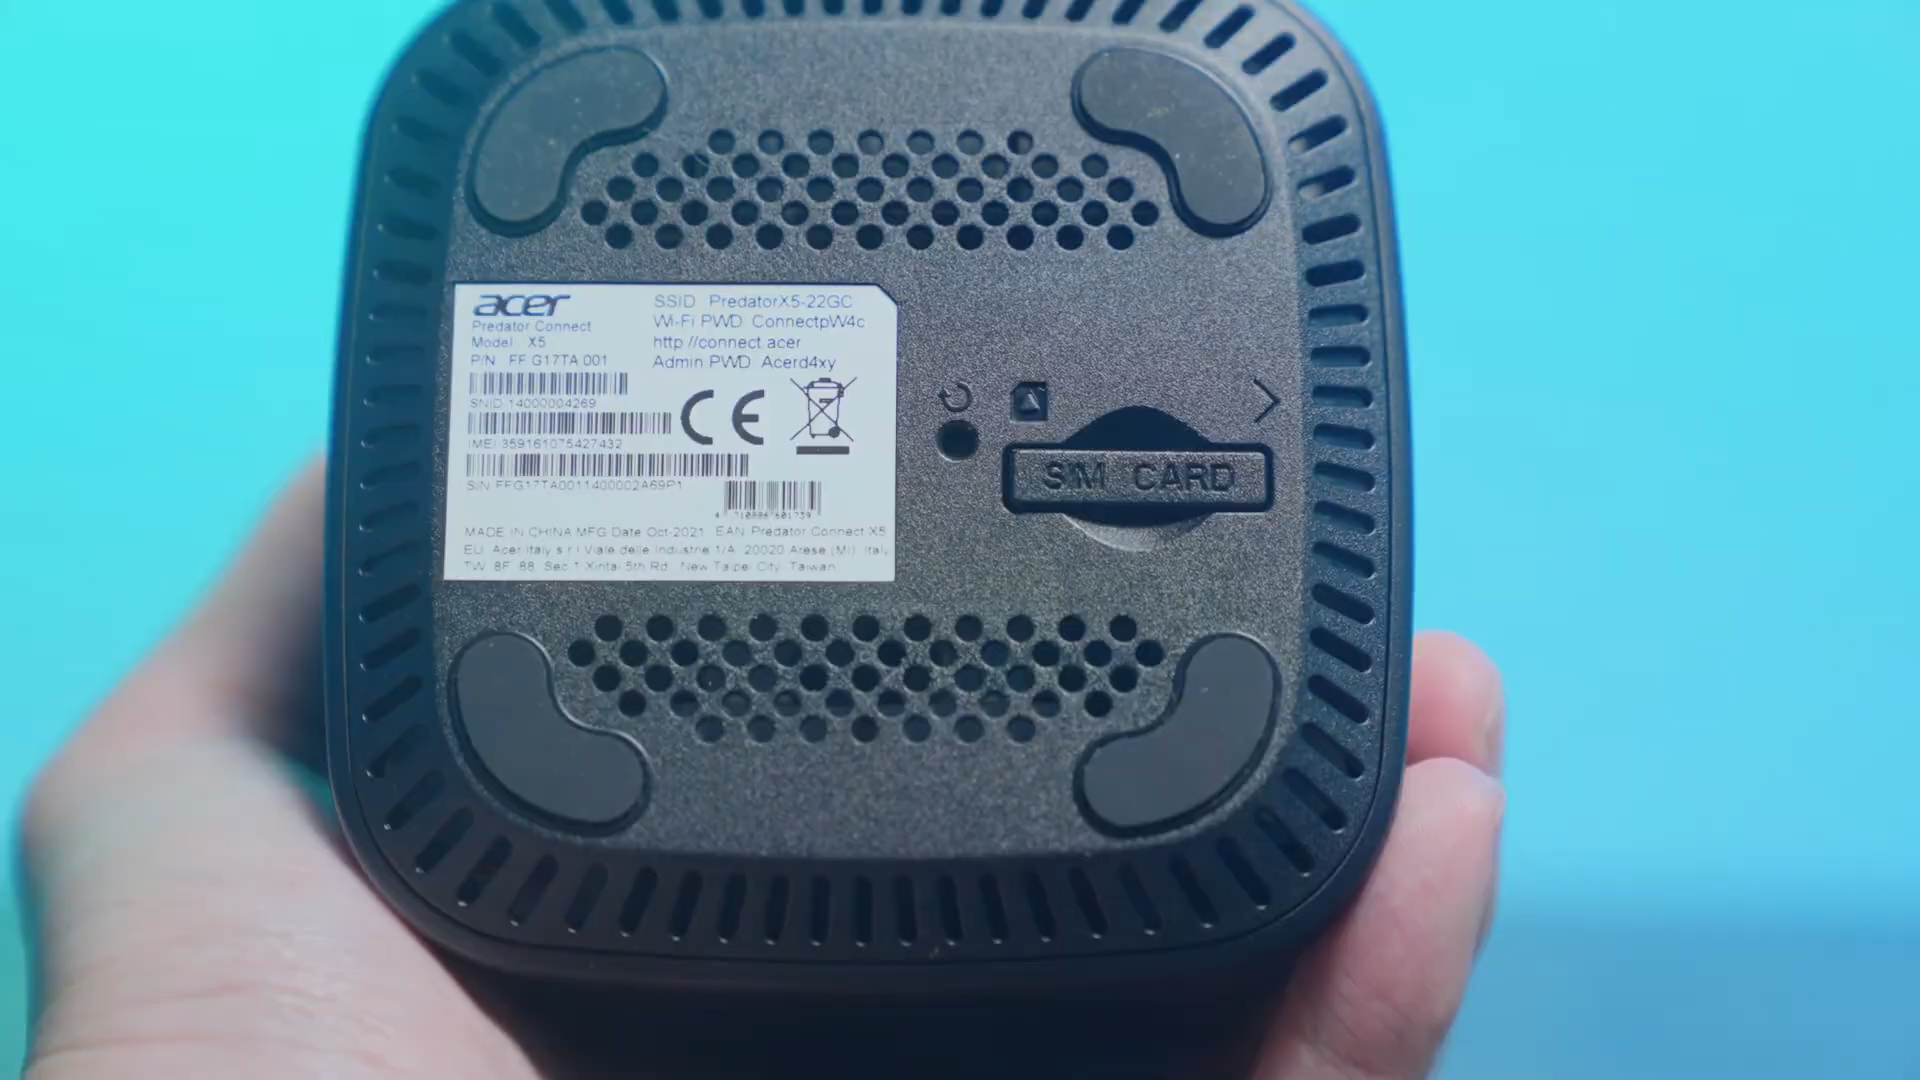 acer
Predator Connect
Model X5
P/N FF.G17TA.001
SSID PredatorX5-22GC
Wi-Fi PWD ConnectpW4c
http://connect.acer
Admin PWD Acerd4xy
SNID 14000004269
IMEI 359161075427432
S/N FFG17TA0011400002A69P1
CE
MADE IN CHINA MFG Date Oct-2021 EAN Predator Connect X5
EU Acer Italy s.r.l Viale delle Industrie 1/A, 20020 Arese (MI) Italy
TW 8F 88 Sec 1 Xintai 5th Rd New Taipei City Taiwan
SIM CARD